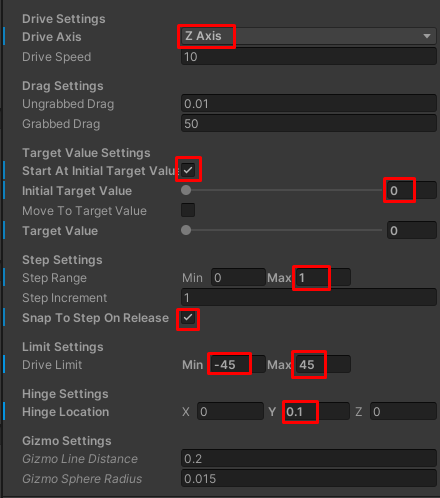 Drive Settings
Drive Axis Z Axis
Drive Speed 10
Drag Settings
Ungrabbed Drag 0.01
Grabbed Drag 50
Target Value Settings
Start At Initial Target Value
Initial Target Value 0
Move To Target Value
Target Value 0
Step Settings
Step Range Min 0 Max 1
Step Increment 1
Snap To Step On Release
Limit Settings
Drive Limit Min -45 Max 45
Hinge Settings
Hinge Location X 0 Y 0.1 Z 0
Gizmo Settings
Gizmo Line Distance 0.2
Gizmo Sphere Radius 0.015